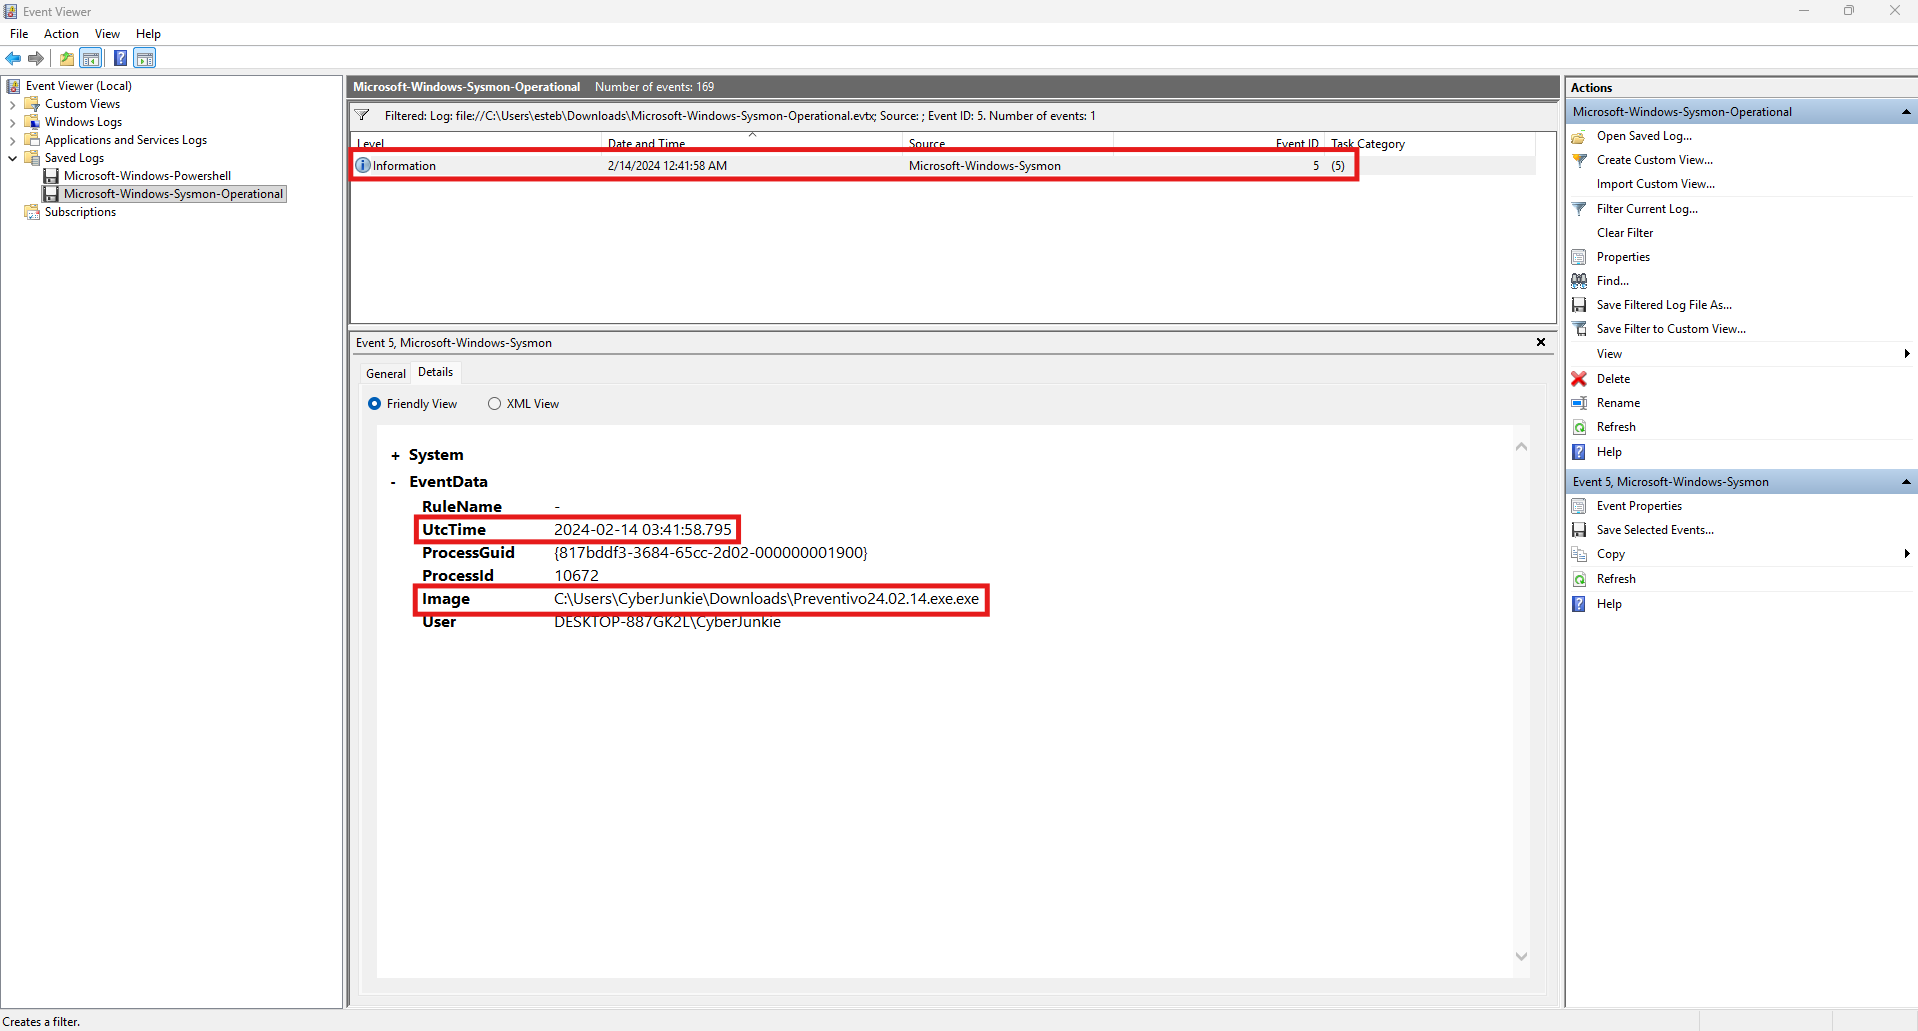 Event Viewer
File Action View Help
Event Viewer (Local)
Custom Views
Windows Logs
Applications and Services Logs
Saved Logs
Microsoft-Windows-Powershell
Microsoft-Windows-Sysmon-Operational
Subscriptions
Microsoft-Windows-Sysmon-Operational Number of events: 169
Filtered: Log: file://C:\Users\esteb\Downloads\Microsoft-Windows-Sysmon-Operational.evtx; Source: ; Event ID: 5. Number of events: 1
Level Date and Time Source Event ID Task Category
Information 2/14/2024 12:41:58 AM Microsoft-Windows-Sysmon 5 (5)
Event 5, Microsoft-Windows-Sysmon
General Details
Friendly View XML View
+ System
- EventData
RuleName -
UtcTime 2024-02-14 03:41:58.795
ProcessGuid {817bddf3-3684-65cc-2d02-000000001900}
ProcessId 10672
Image C:\Users\CyberJunkie\Downloads\Preventivo24.02.14.exe.exe
User DESKTOP-887GK2L\CyberJunkie
Actions
Microsoft-Windows-Sysmon-Operational
Open Saved Log...
Create Custom View...
Import Custom View...
Filter Current Log...
Clear Filter
Properties
Find...
Save Filtered Log File As...
Save Filter to Custom View...
View
Delete
Rename
Refresh
Help
Event 5, Microsoft-Windows-Sysmon
Event Properties
Save Selected Events...
Copy
Refresh
Help
Creates a filter.